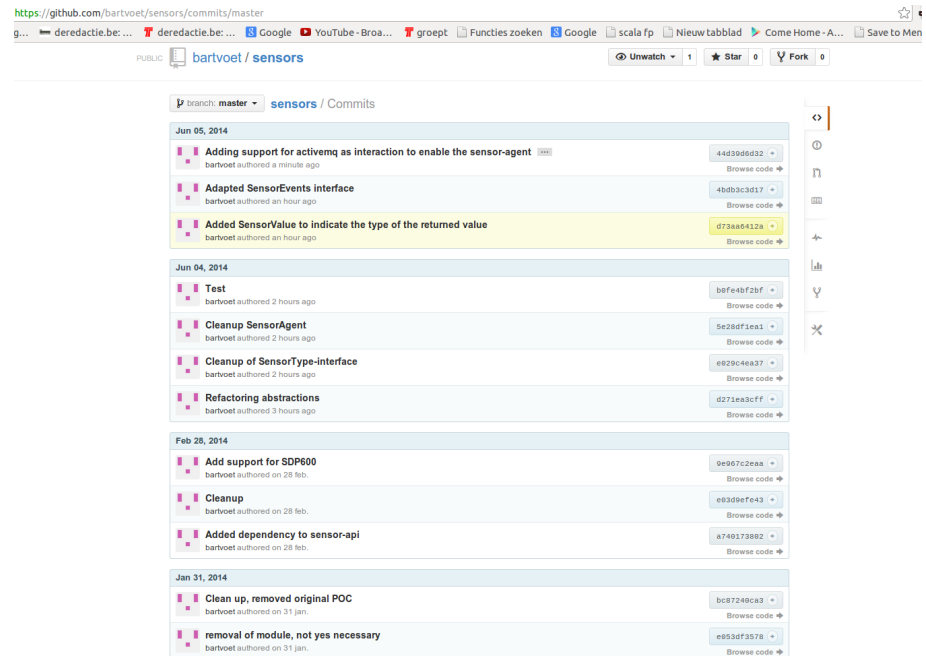 https://github.com/bartvoet/sensors/commits/master
g... deredactie.be: ... deredactie.be: ... Google YouTube - Broa... groept Functies zoeken Google scala fp Nieuw tabblad Come Home - A... Save to Men
PUBLIC bartvoet / sensors Unwatch 1 Star 0 Fork 0
branch: master sensors / Commits
Jun 05, 2014
Adding support for activemq as interaction to enable the sensor-agent ...
44d39d6d32
bartvoet authored a minute ago
Browse code
Adapted SensorEvents interface
4bdb3c3d17
bartvoet authored an hour ago
Browse code
Added SensorValue to indicate the type of the returned value
d73aa6412a
bartvoet authored an hour ago
Browse code
Jun 04, 2014
Test
b0fe4bf2bf
bartvoet authored 2 hours ago
Browse code
Cleanup SensorAgent
5e28df1ea1
bartvoet authored 2 hours ago
Browse code
Cleanup of SensorType-interface
e029c4ea37
bartvoet authored 2 hours ago
Browse code
Refactoring abstractions
d271ea3cff
bartvoet authored 3 hours ago
Browse code
Feb 28, 2014
Add support for SDP600
9e967c2eaa
bartvoet authored on 28 feb.
Browse code
Cleanup
e03d9efe43
bartvoet authored on 28 feb.
Browse code
Added dependency to sensor-api
a740173802
bartvoet authored on 28 feb.
Browse code
Jan 31, 2014
Clean up, removed original POC
bc87240ca3
bartvoet authored on 31 jan.
Browse code
removal of module, not yes necessary
e053df3578
bartvoet authored on 31 jan.
Browse code